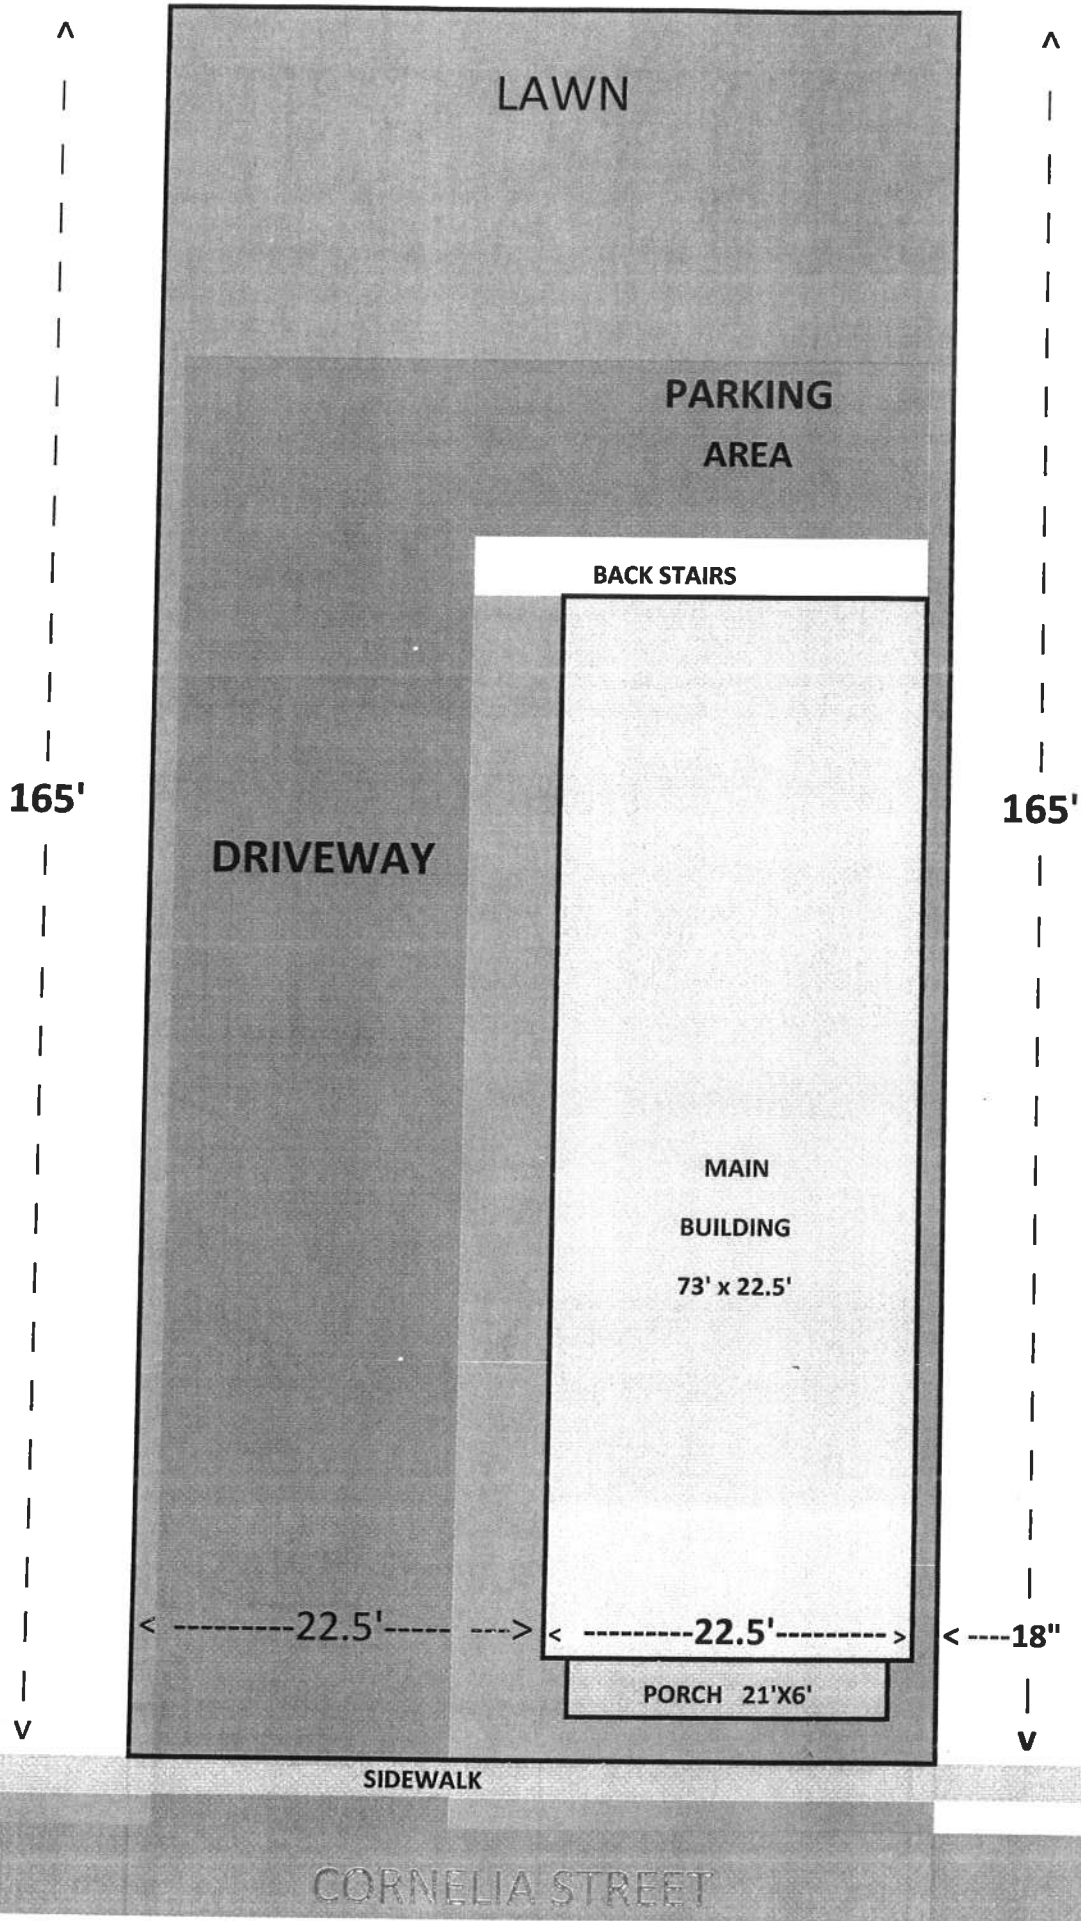 LAWN
PARKING
AREA
BACK STAIRS
165'
165'
DRIVEWAY
MAIN
BUILDING
73' x 22.5'
< ---------22.5'----- --->
< ---------22.5'--------- >
< ----18"
PORCH 21'X6'
SIDEWALK
CORNELIA STREET